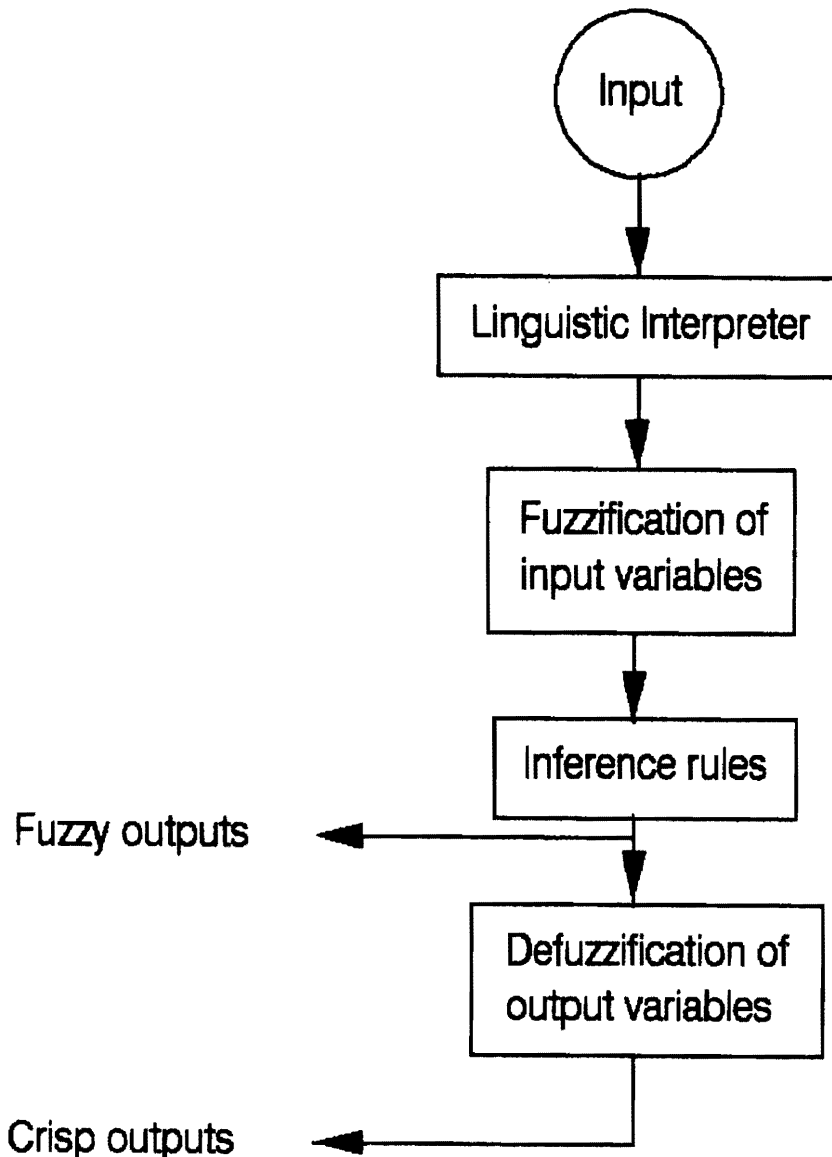 Input
Linguistic Interpreter
Fuzzification of
input variables
Inference rules
Fuzzy outputs
Defuzzification of
output variables
Crisp outputs